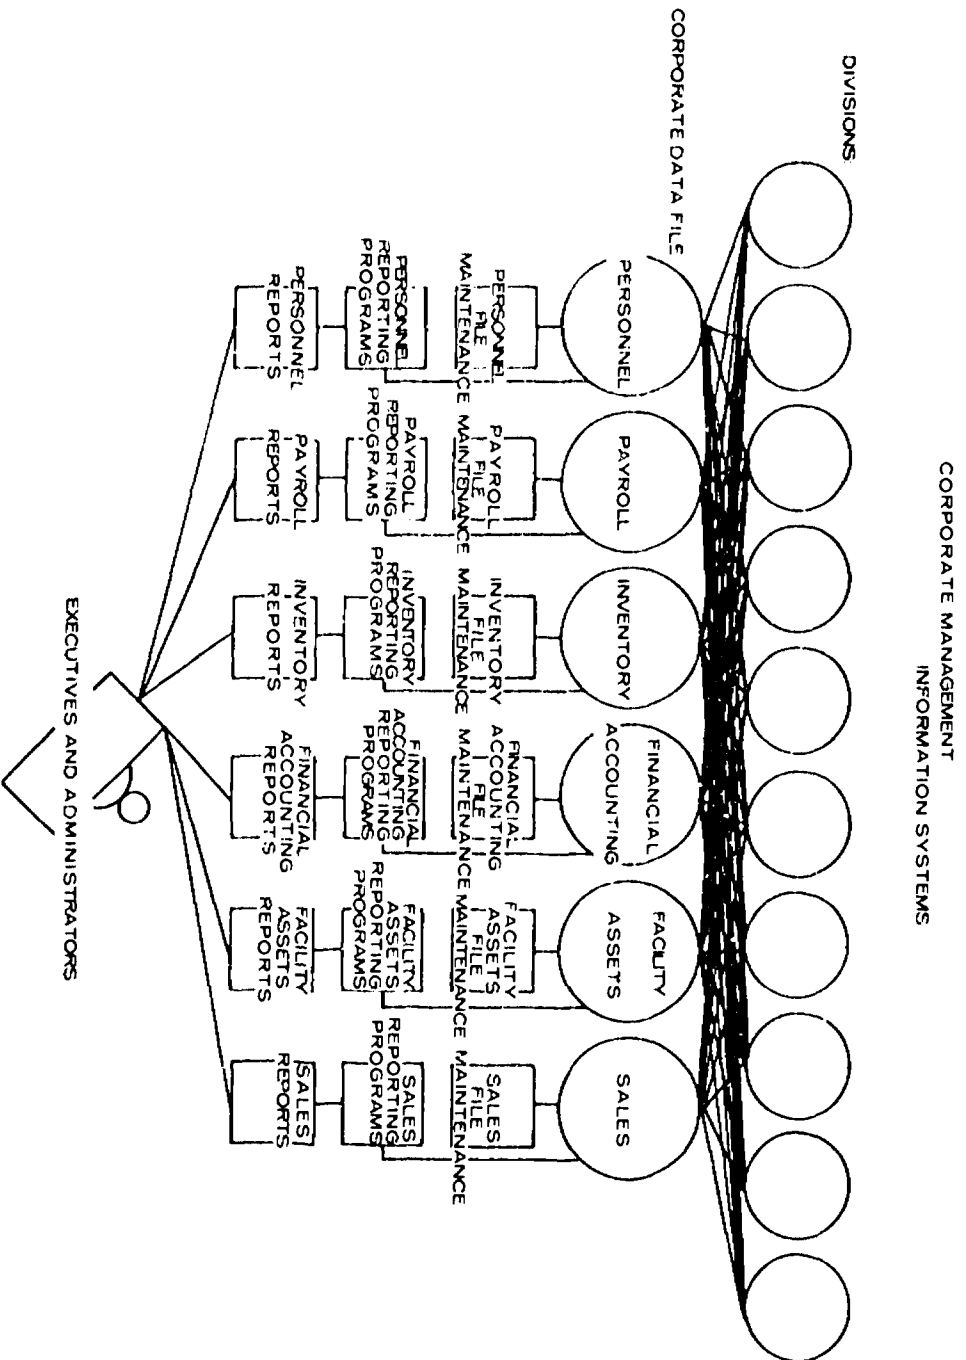 CORPORATE MANAGEMENT
INFORMATION SYSTEMS
DIVISIONS
CORPORATE DATA FILE
PERSONNEL
PAYROLL
INVENTORY
FINANCIAL
ACCOUNTING
FACILITY
ASSETS
SALES
PERSONNEL
FILE
MAINTENANCE
PAYROLL
FILE
MAINTENANCE
INVENTORY
FILE
MAINTENANCE
FINANCIAL
ACCOUNTING
FILE
MAINTENANCE
FACILITY
ASSETS
FILE
MAINTENANCE
SALES
FILE
MAINTENANCE
PERSONNEL
REPORTING
PROGRAMS
PAYROLL
REPORTING
PROGRAMS
INVENTORY
REPORTING
PROGRAMS
FINANCIAL
ACCOUNTING
REPORTING
PROGRAMS
FACILITY
ASSETS
REPORTING
PROGRAMS
SALES
REPORTING
PROGRAMS
PERSONNEL
REPORTS
PAYROLL
REPORTS
INVENTORY
REPORTS
FINANCIAL
ACCOUNTING
REPORTS
FACILITY
ASSETS
REPORTS
SALES
REPORTS
EXECUTIVES AND ADMINISTRATORS